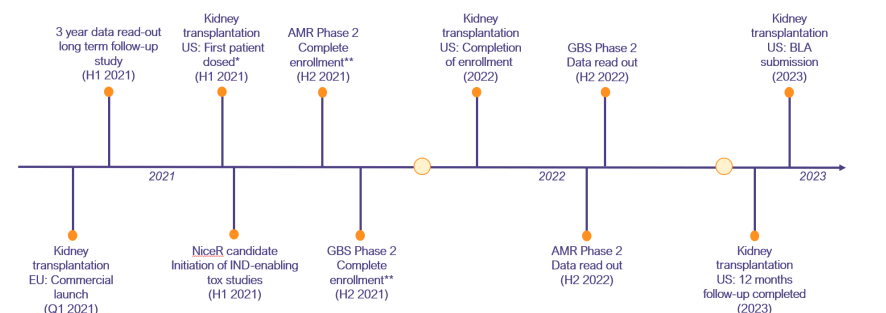 3 year data read-out
long term follow-up
study
(H1 2021)
Kidney
transplantation
US: First patient
dosed*
(H1 2021)
AMR Phase 2
Complete
enrollment**
(H2 2021)
Kidney
transplantation
US: Completion
of enrollment
(2022)
GBS Phase 2
Data read out
(H2 2022)
Kidney
transplantation
US: BLA
submission
(2023)
2021
2022
2023
Kidney
transplantation
EU: Commercial
launch
(Q1 2021)
NiceR candidate
Initiation of IND-enabling
tox studies
(H1 2021)
GBS Phase 2
Complete
enrollment**
(H2 2021)
AMR Phase 2
Data read out
(H2 2022)
Kidney
transplantation
US: 12 months
follow-up completed
(2023)